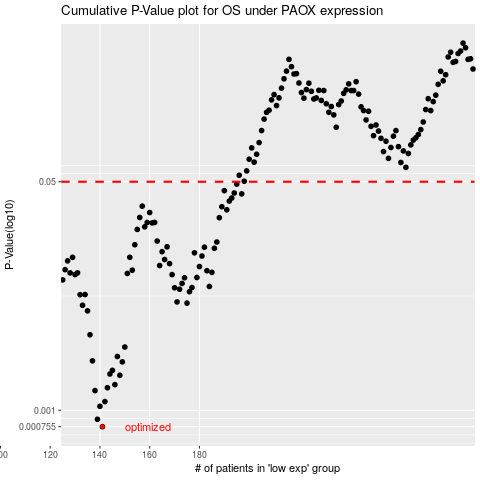 Cumulative P-Value plot for OS under PAOX expression
P-Value(log10)
0.05
0.001
0.000755
optimized
00 120 140 160 180
# of patients in 'low exp' group